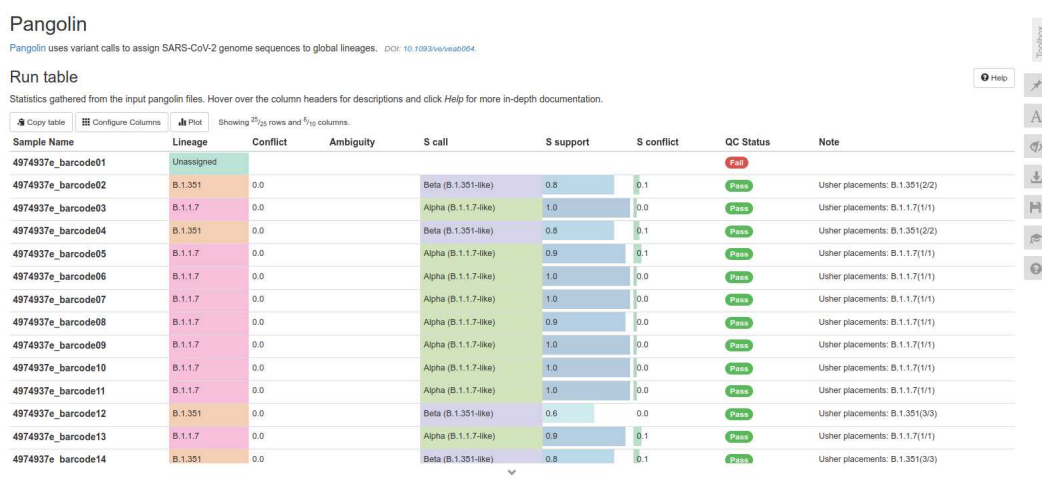 Pangolin
Pangolin uses variant calls to assign SARS-CoV-2 genome sequences to global lineages. DOI: 10.1093/ve/veab064.
Run table
Help
Statistics gathered from the input pangolin files. Hover over the column headers for descriptions and click Help for more in-depth documentation.
Copy table Configure Columns Plot Showing 25/25 rows and 8/10 columns.
Sample Name Lineage Conflict Ambiguity S call S support S conflict QC Status Note
4974937e_barcode01 Unassigned Fail
4974937e_barcode02 B.1.351 0.0 Beta (B.1.351-like) 0.8 0.1 Pass Usher placements: B.1.351(2/2)
4974937e_barcode03 B.1.1.7 0.0 Alpha (B.1.1.7-like) 1.0 0.0 Pass Usher placements: B.1.1.7(1/1)
4974937e_barcode04 B.1.351 0.0 Beta (B.1.351-like) 0.8 0.1 Pass Usher placements: B.1.351(2/2)
4974937e_barcode05 B.1.1.7 0.0 Alpha (B.1.1.7-like) 0.9 0.1 Pass Usher placements: B.1.1.7(1/1)
4974937e_barcode06 B.1.1.7 0.0 Alpha (B.1.1.7-like) 1.0 0.0 Pass Usher placements: B.1.1.7(1/1)
4974937e_barcode07 B.1.1.7 0.0 Alpha (B.1.1.7-like) 1.0 0.0 Pass Usher placements: B.1.1.7(1/1)
4974937e_barcode08 B.1.1.7 0.0 Alpha (B.1.1.7-like) 0.9 0.0 Pass Usher placements: B.1.1.7(1/1)
4974937e_barcode09 B.1.1.7 0.0 Alpha (B.1.1.7-like) 1.0 0.0 Pass Usher placements: B.1.1.7(1/1)
4974937e_barcode10 B.1.1.7 0.0 Alpha (B.1.1.7-like) 1.0 0.0 Pass Usher placements: B.1.1.7(1/1)
4974937e_barcode11 B.1.1.7 0.0 Alpha (B.1.1.7-like) 1.0 0.0 Pass Usher placements: B.1.1.7(1/1)
4974937e_barcode12 B.1.351 0.0 Beta (B.1.351-like) 0.6 0.0 Pass Usher placements: B.1.351(3/3)
4974937e_barcode13 B.1.1.7 0.0 Alpha (B.1.1.7-like) 0.9 0.1 Pass Usher placements: B.1.1.7(1/1)
4974937e_barcode14 B.1.351 0.0 Beta (B.1.351-like) 0.8 0.1 Pass Usher placements: B.1.351(3/3)
Toolbox
A